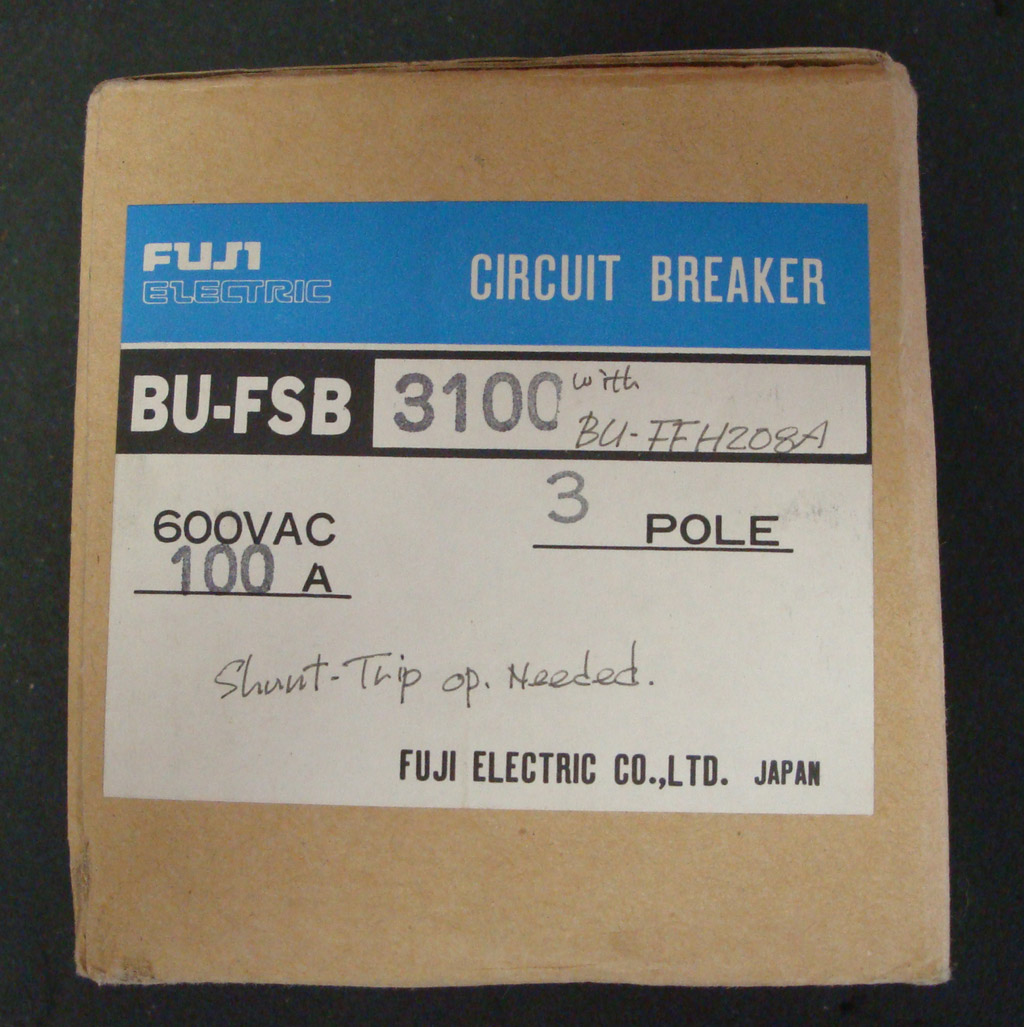 FUJI
ELECTRIC
CIRCUIT BREAKER
BU-FSB 3100 with
BU-FFH208A
3 POLE
600VAC
100 A
Shunt-Trip op. Needed.
FUJI ELECTRIC CO.,LTD. JAPAN